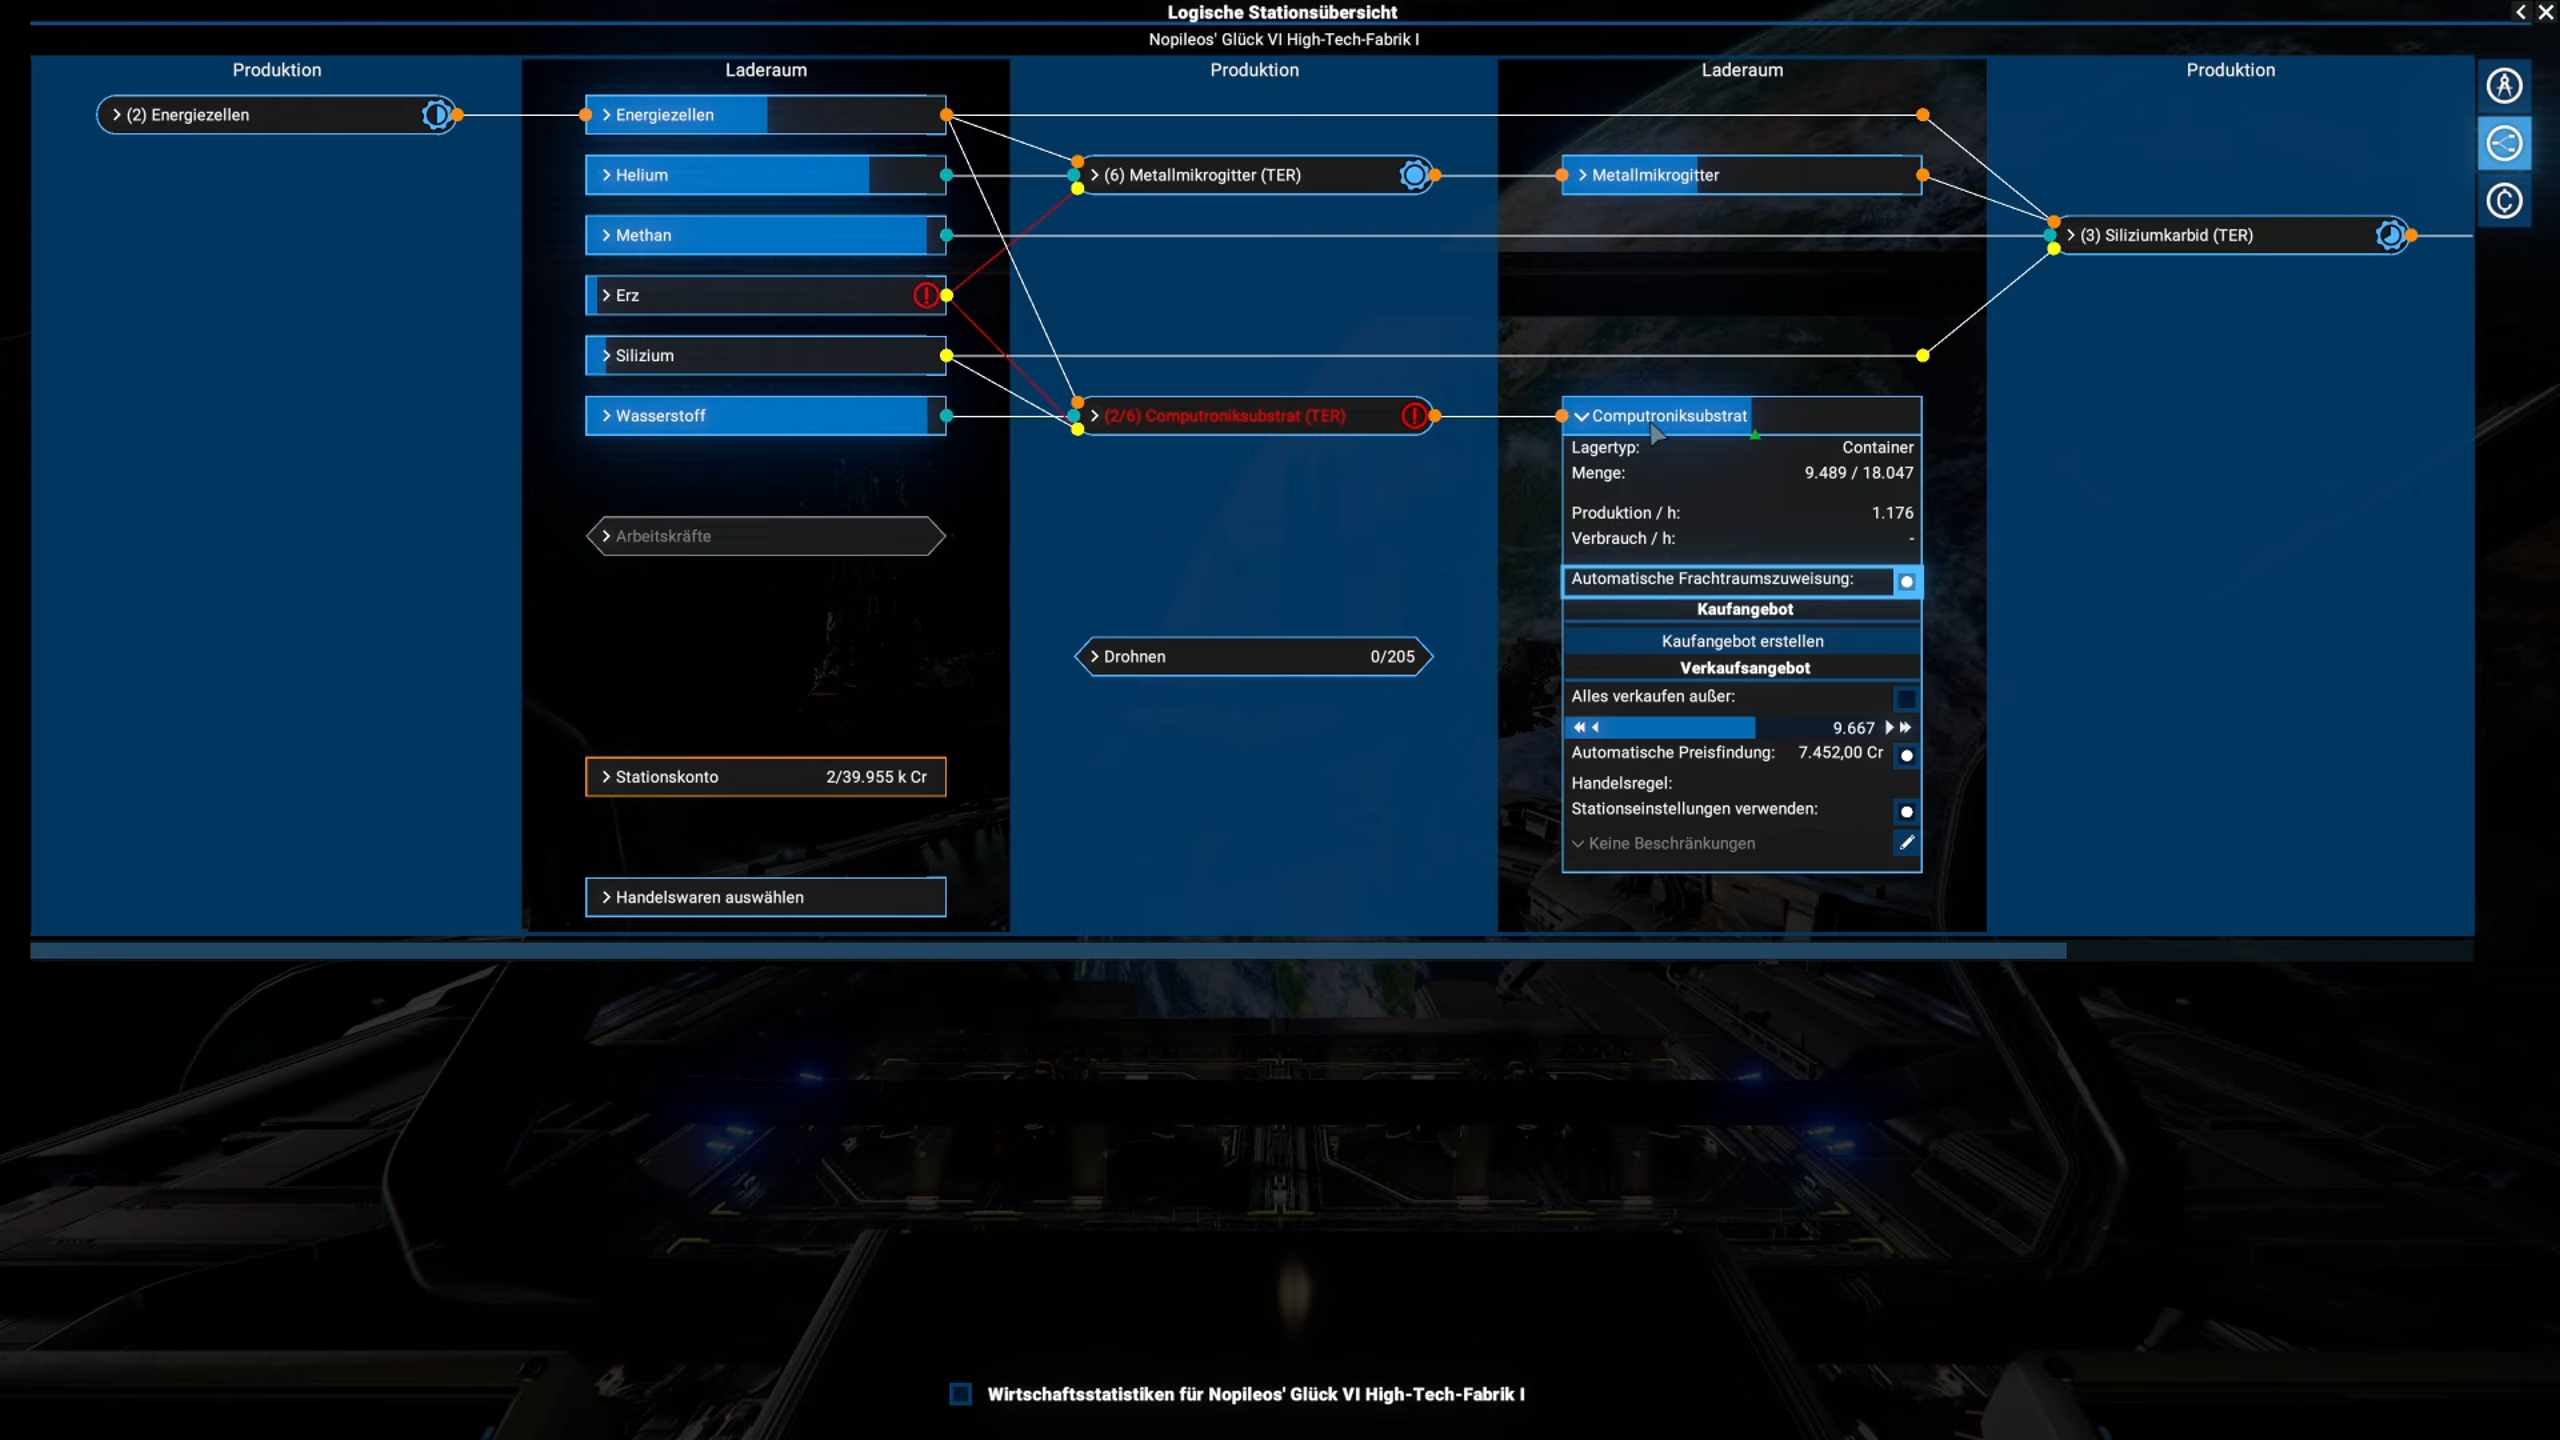 Logische Stationsübersicht
Nopileos' Glück VI High-Tech-Fabrik I
Produktion
Laderaum
Produktion
Laderaum
Produktion
(2) Energiezellen
Energiezellen
Helium
(6) Metallmikrogitter (TER)
Metallmikrogitter
Methan
(3) Siliziumkarbid (TER)
Erz
Silizium
Wasserstoff
(2/6) Computroniksubstrat (TER)
Computroniksubstrat
Lagertyp: Container
Menge: 9.489 / 18.047
Produktion / h: 1.176
Verbrauch / h: -
Arbeitskräfte
Automatische Frachtraumszuweisung:
Kaufangebot
Kaufangebot erstellen
Drohnen 0/205
Verkaufsangebot
Alles verkaufen außer:
9.667
Automatische Preisfindung: 7.452,00 Cr
Stationskonto 2/39.955 k Cr
Handelsregel:
Stationseinstellungen verwenden:
Keine Beschränkungen
Handelswaren auswählen
Wirtschaftsstatistiken für Nopileos' Glück VI High-Tech-Fabrik I